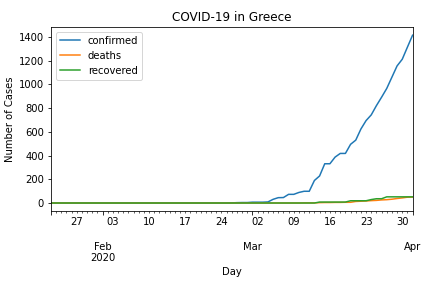 COVID-19 in Greece
confirmed
deaths
recovered
Number of Cases
1400
1200
1000
800
600
400
200
0
27 03 10 17 24 02 09 16 23 30
Feb Mar Apr
2020
Day